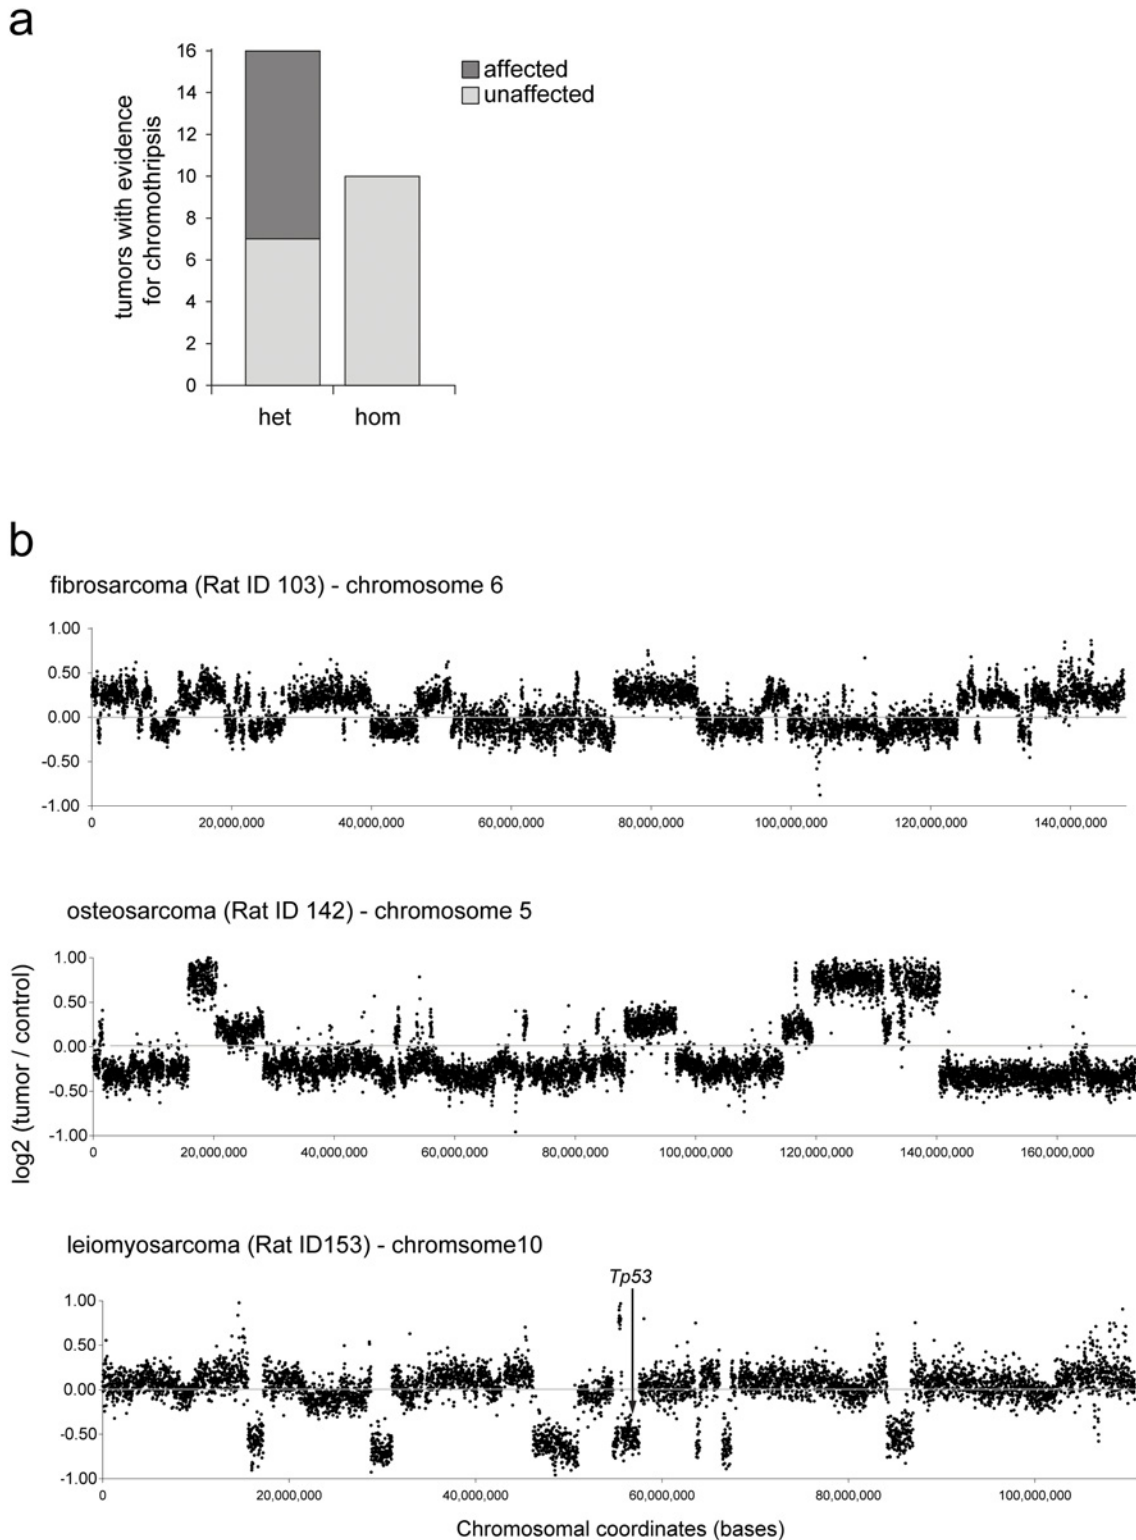 a
tumors with evidence
for chromothripsis
16
14
12
10
8
6
4
2
0
het hom
affected
unaffected
b
fibrosarcoma (Rat ID 103) - chromosome 6
1.00
0.50
0.00
-0.50
-1.00
0 20,000,000 40,000,000 60,000,000 80,000,000 100,000,000 120,000,000 140,000,000
osteosarcoma (Rat ID 142) - chromosome 5
log2 (tumor / control)
1.00
0.50
0.00
-0.50
-1.00
0 20,000,000 40,000,000 60,000,000 80,000,000 100,000,000 120,000,000 140,000,000 160,000,000
leiomyosarcoma (Rat ID153) - chromsome10
Tp53
1.00
0.50
0.00
-0.50
-1.00
0 20,000,000 40,000,000 60,000,000 80,000,000 100,000,000
Chromosomal coordinates (bases)